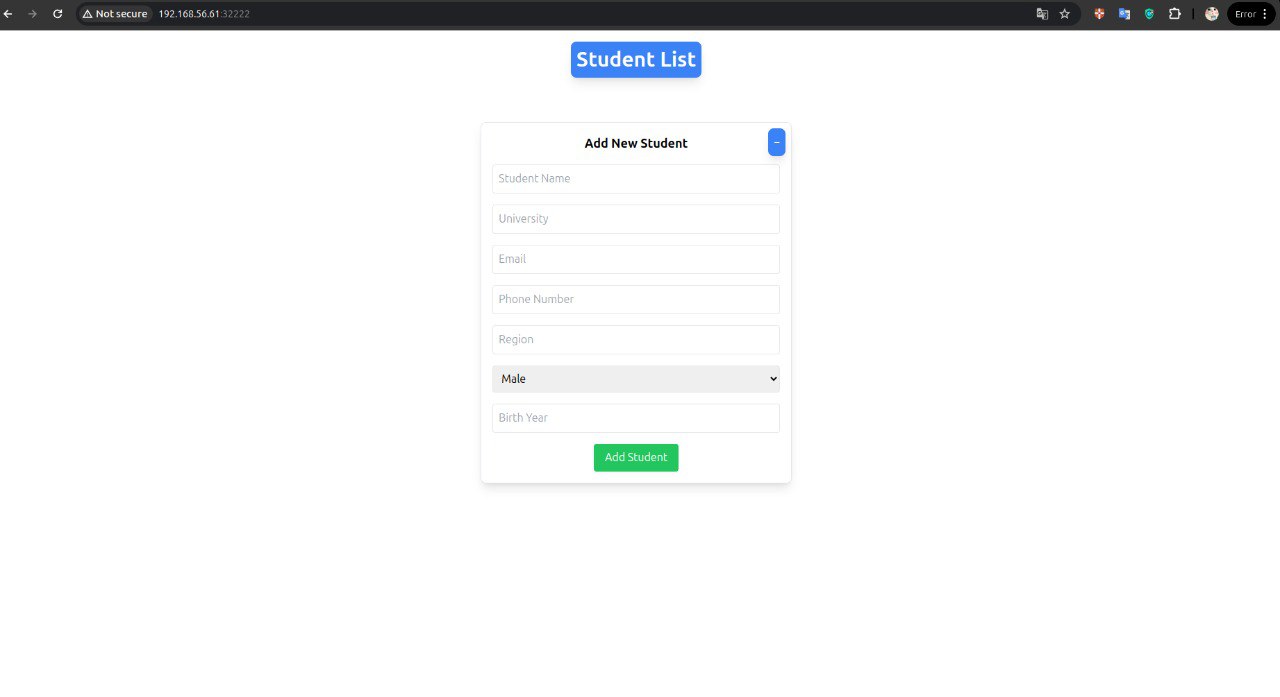 Not secure 192.168.56.61:32222 Error
Student List
Add New Student
−
Student Name
University
Email
Phone Number
Region
Male
Birth Year
Add Student